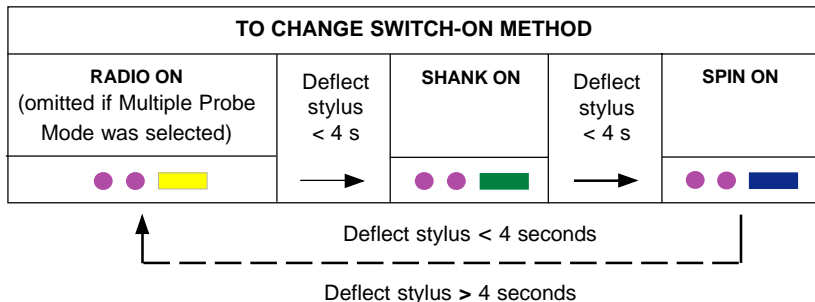 TO CHANGE SWITCH-ON METHOD
RADIO ON
(omitted if Multiple Probe
Mode was selected)
Deflect
stylus
< 4 s
SHANK ON
Deflect
stylus
< 4 s
SPIN ON
Deflect stylus < 4 seconds
Deflect stylus > 4 seconds